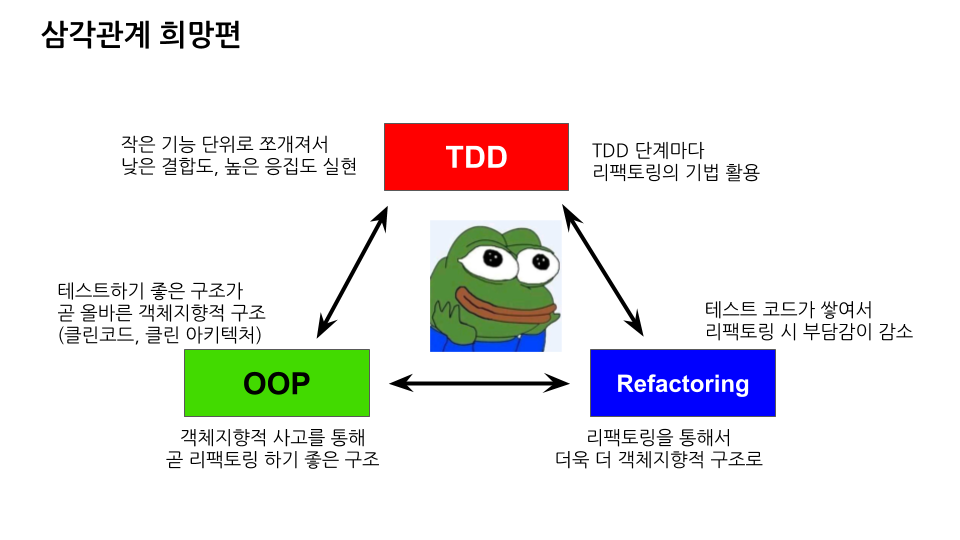 삼각관계 희망편
작은 기능 단위로 쪼개져서
낮은 결합도, 높은 응집도 실현
TDD
TDD 단계마다
리팩토링의 기법 활용
테스트하기 좋은 구조가
곧 올바른 객체지향적 구조
(클린코드, 클린 아키텍처)
테스트 코드가 쌓여서
리팩토링 시 부담감이 감소
OOP
Refactoring
객체지향적 사고를 통해
곧 리팩토링 하기 좋은 구조
리팩토링을 통해서
더욱 더 객체지향적 구조로